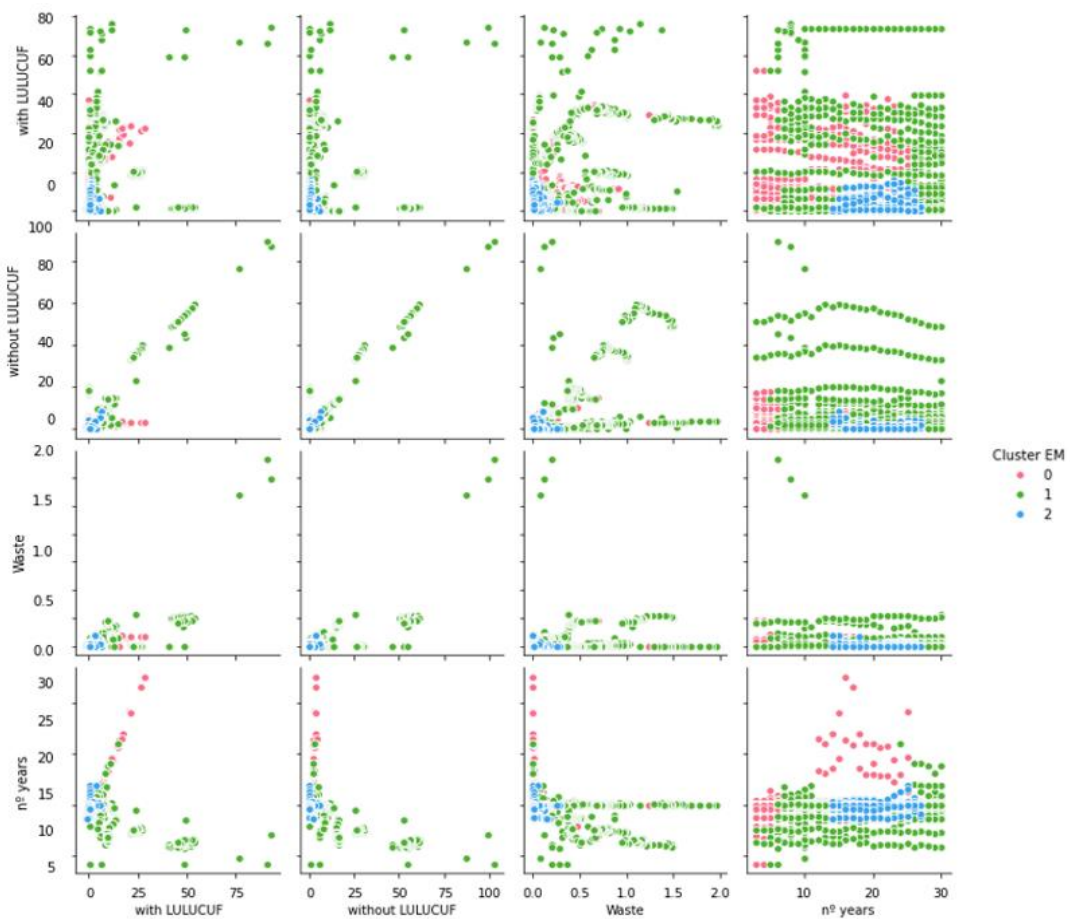 80
60
40
20
0
with LULUCUF
100
80
60
40
20
0
without LULUCUF
2.0
1.5
1.0
0.5
0.0
Waste
Cluster EM
0
1
2
30
25
20
15
10
5
nº years
0 25 50 75
0 25 50 75 100
0.0 0.5 1.0 1.5 2.0
10 20 30
with LULUCUF
without LULUCUF
Waste
nº years